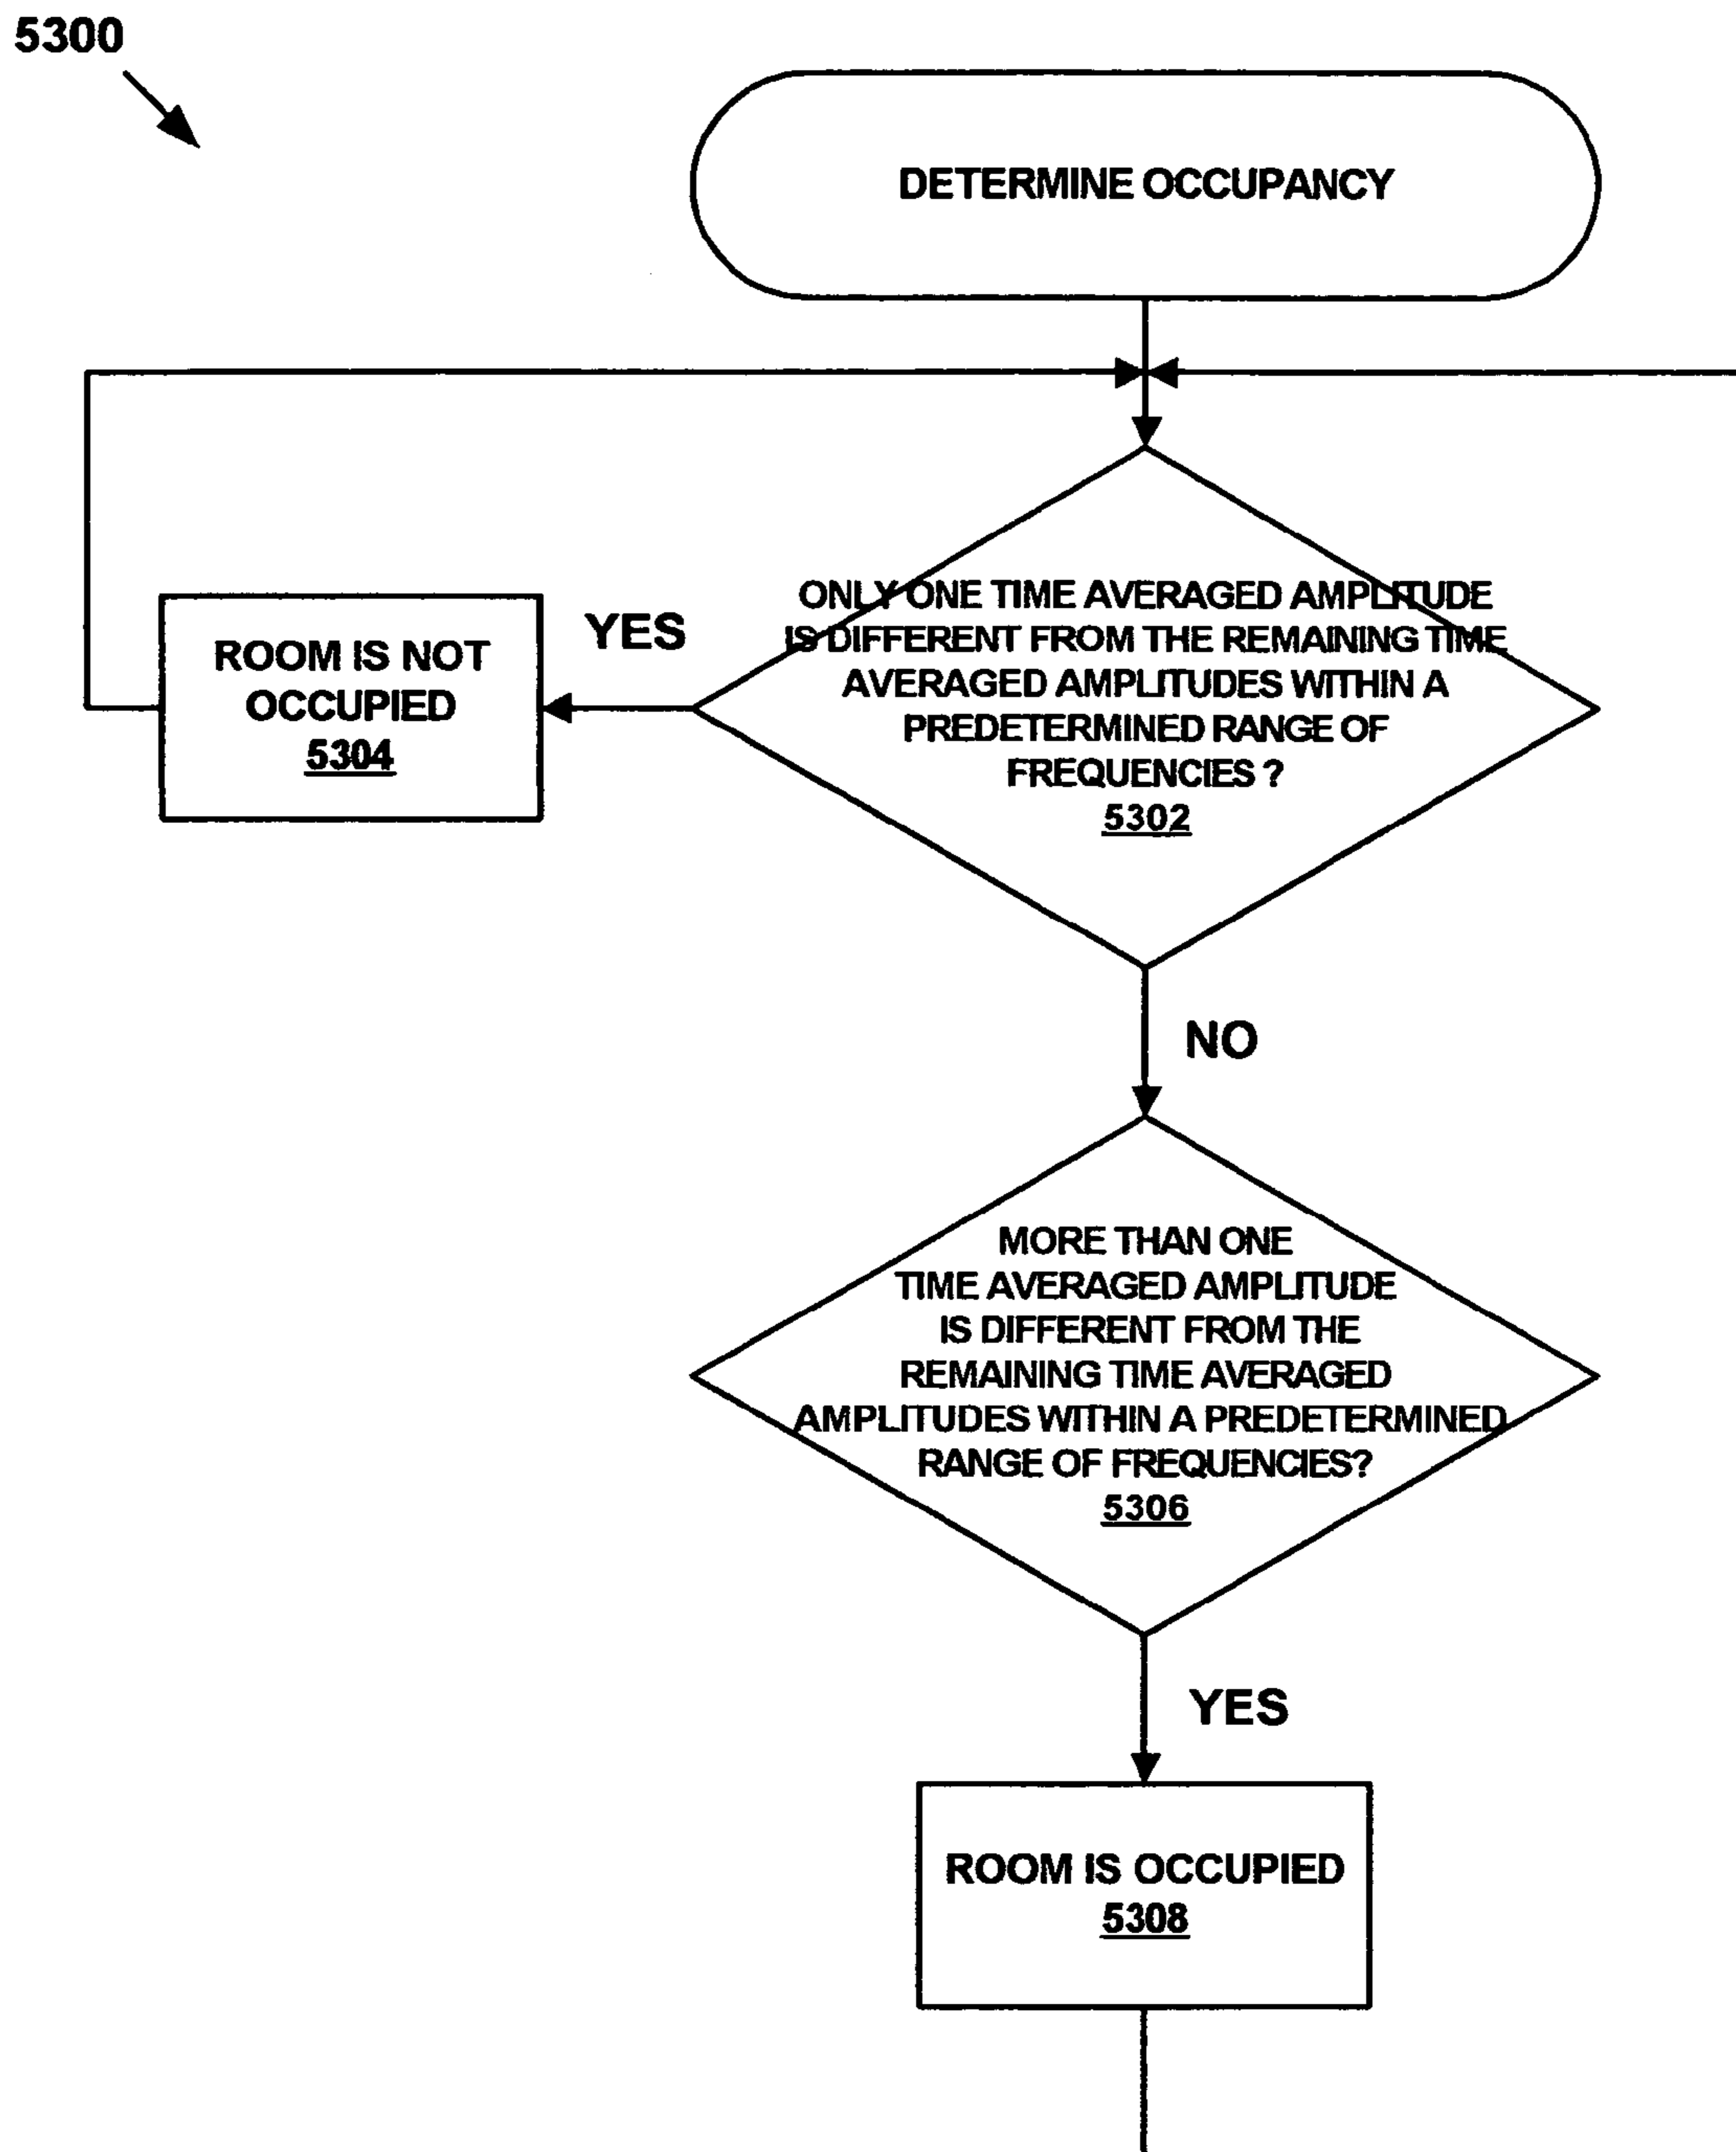 5300
DETERMINE OCCUPANCY
ONLY ONE TIME AVERAGED AMPLITUDE
IS DIFFERENT FROM THE REMAINING TIME
AVERAGED AMPLITUDES WITHIN A
PREDETERMINED RANGE OF
FREQUENCIES ?
5302
YES
ROOM IS NOT
OCCUPIED
5304
NO
MORE THAN ONE
TIME AVERAGED AMPLITUDE
IS DIFFERENT FROM THE
REMAINING TIME AVERAGED
AMPLITUDES WITHIN A PREDETERMINED
RANGE OF FREQUENCIES?
5306
YES
ROOM IS OCCUPIED
5308